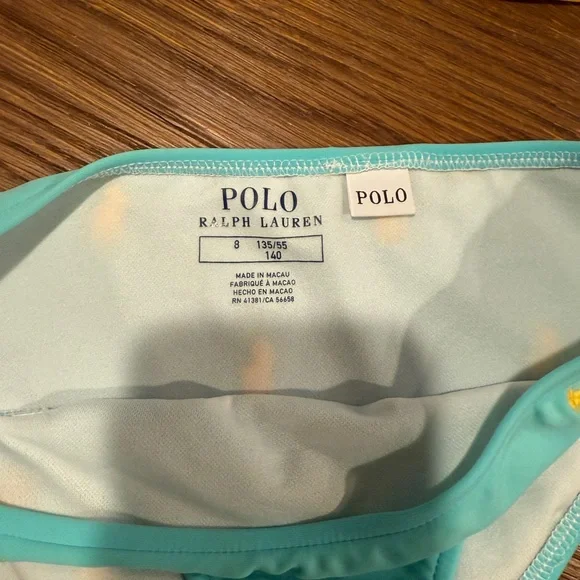 POLO
RALPH LAUREN
8 135/55
140
MADE IN MACAU
FABRIQUÉ À MACAO
HECHO EN MACAO
RN 41381/CA 56658
POLO